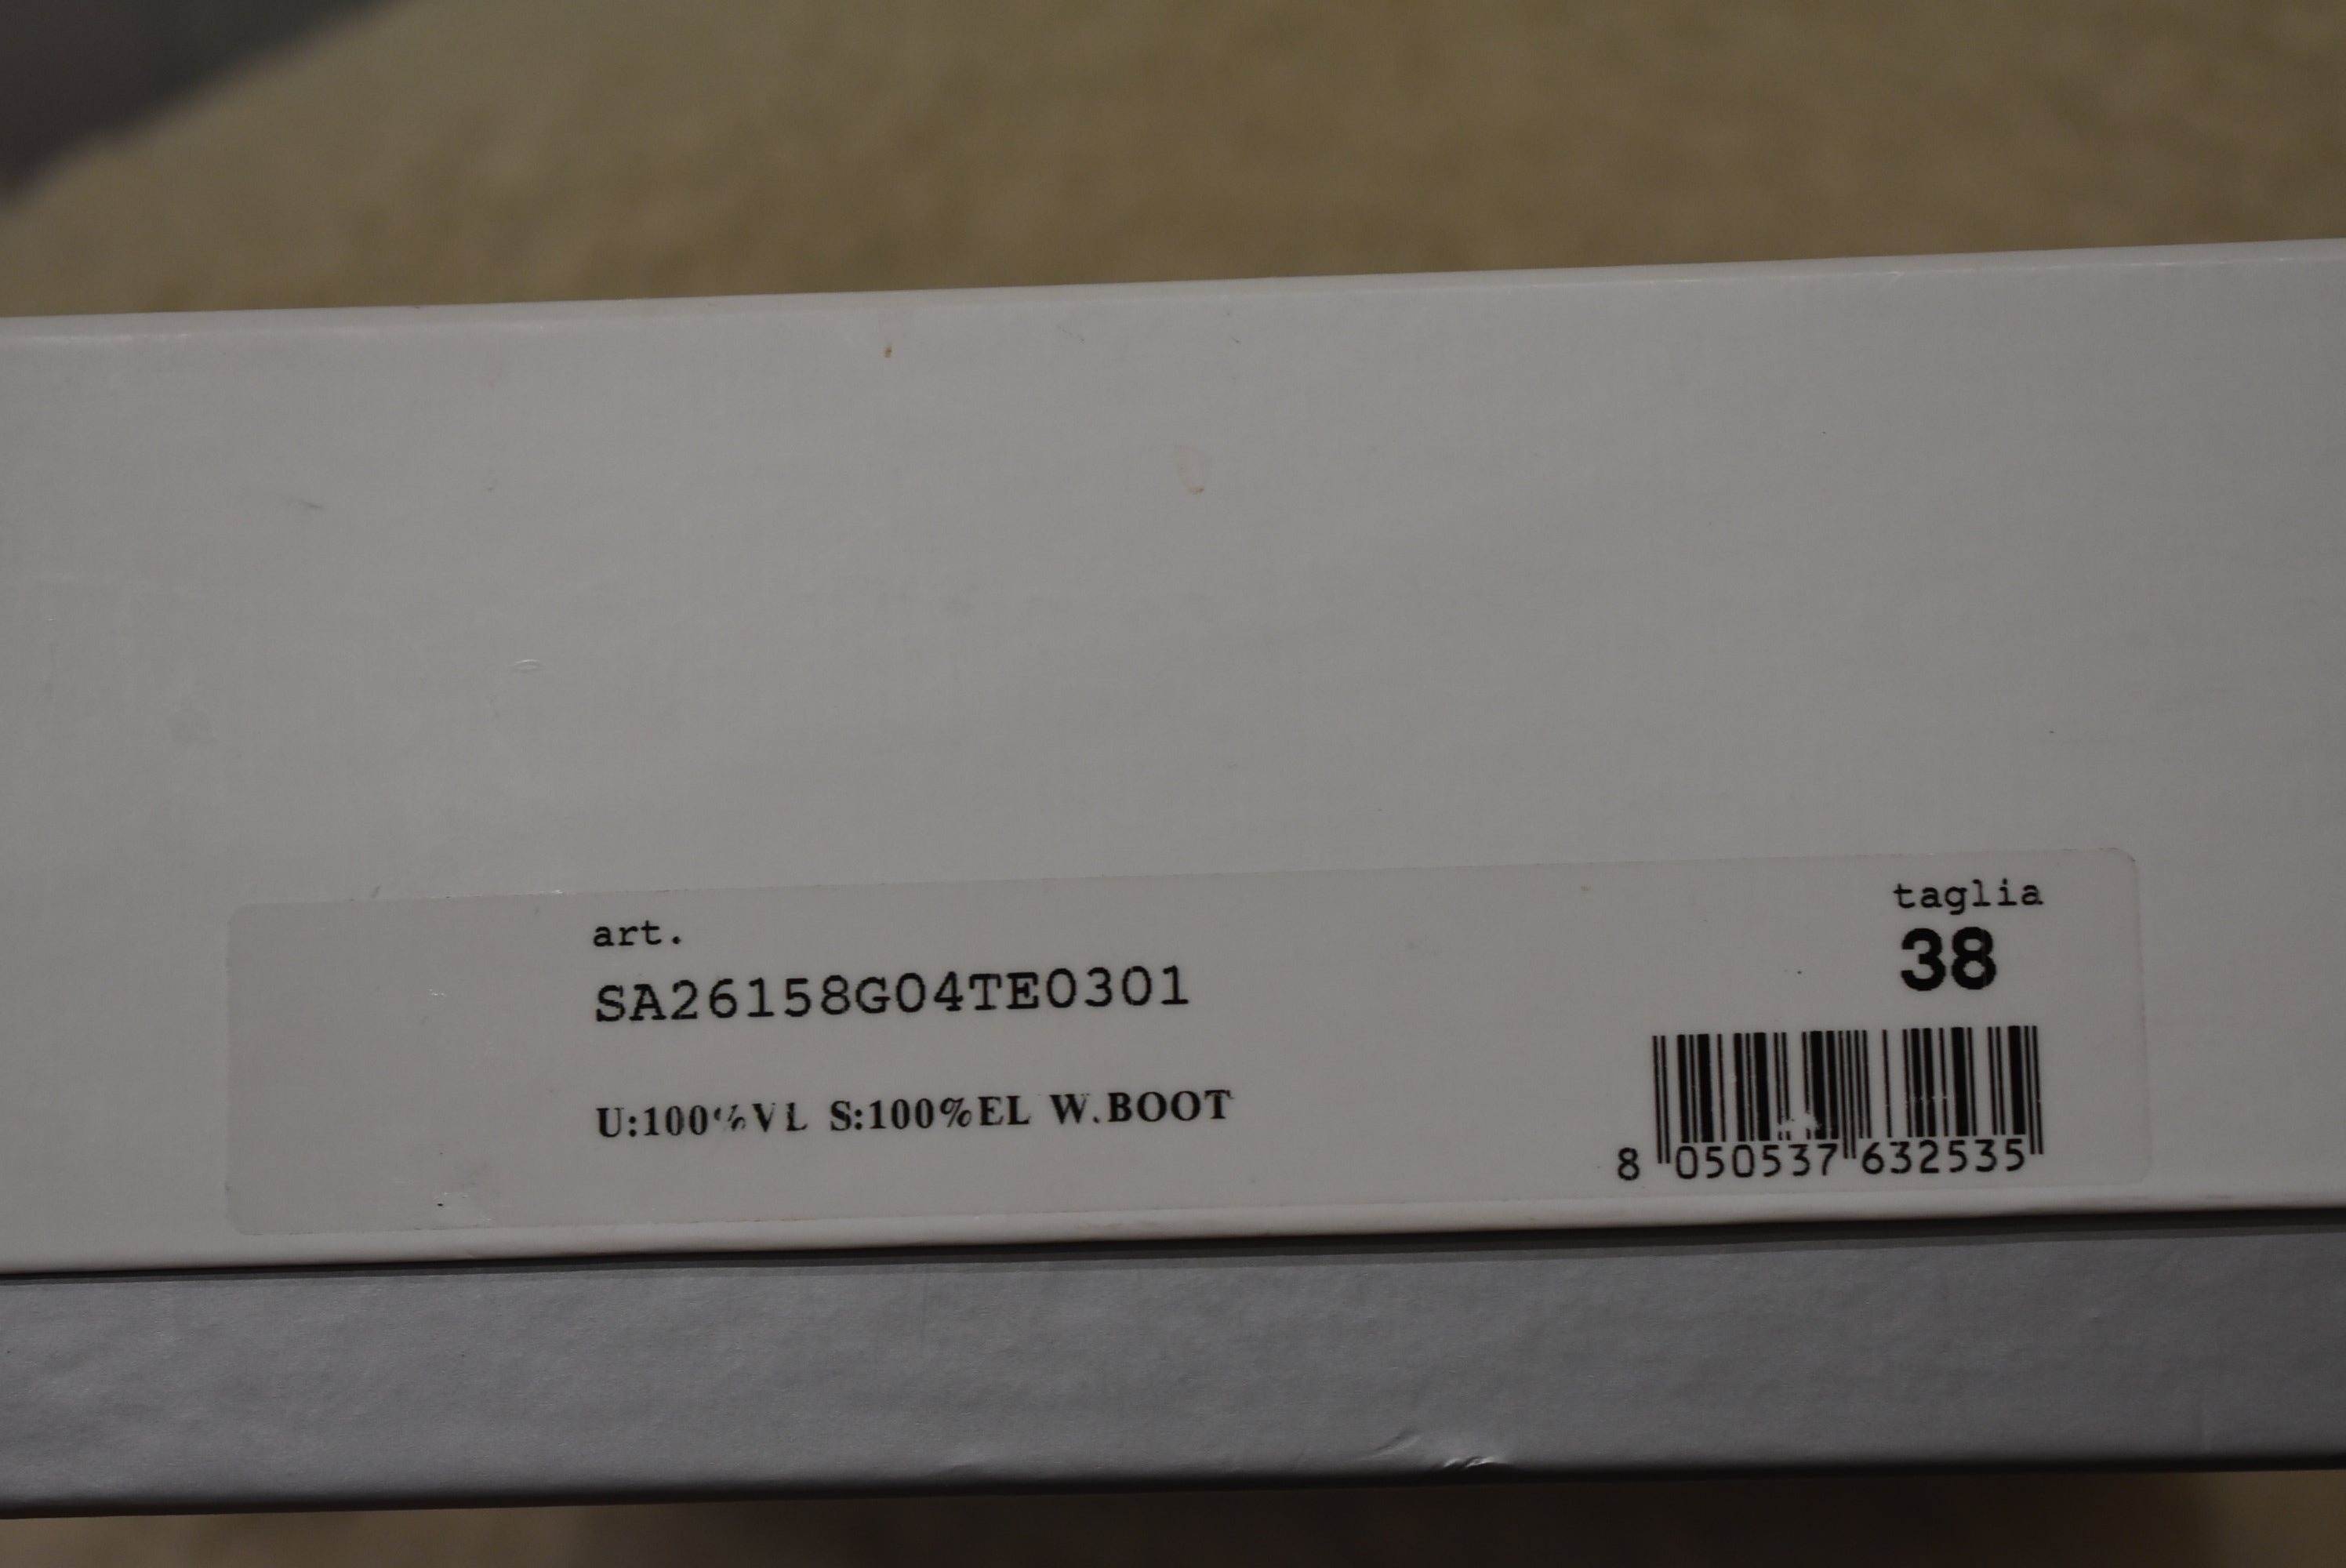 art.
SA26158G04TE0301
U:100%VL S:100%EL W.BOOT
taglia
38
8 050537 632535